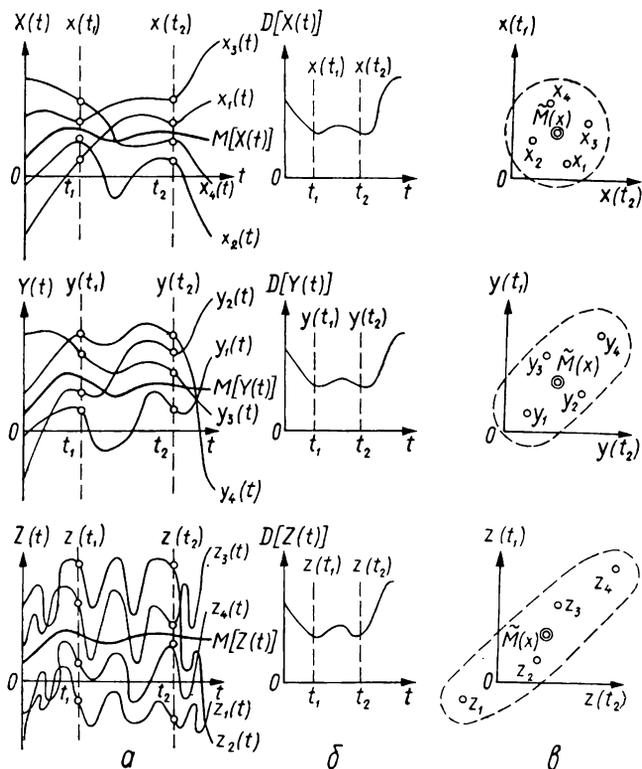 X(t) x(t₁) x(t₂) x₃(t)
x₁(t)
M[X(t)]
0 t₁ t₂ t
x₄(t)
x₂(t)
D[X(t)]
x(t₁) x(t₂)
0 t₁ t₂ t
x(t₁)
x₄
M̃(x)
x₃
x₂
x₁
0 x(t₂)
Y(t) y(t₁) y(t₂) y₂(t)
y₁(t)
M[Y(t)]
y₃(t)
0 t₁ t₂ t
y₄(t)
D[Y(t)]
y(t₁) y(t₂)
0 t₁ t₂ t
y(t₁)
y₄
y₃ M̃(x)
y₂
y₁
0 y(t₂)
Z(t) z(t₁) z(t₂) z₃(t)
z₄(t)
M[Z(t)]
0 t₁ t₂ t
z₁(t)
z₂(t)
D[Z(t)]
z(t₁) z(t₂)
0 t₁ t₂ t
z(t₁)
z₄
z₃
M̃(x)
z₂
0 z(t₂)
z₁
а б в